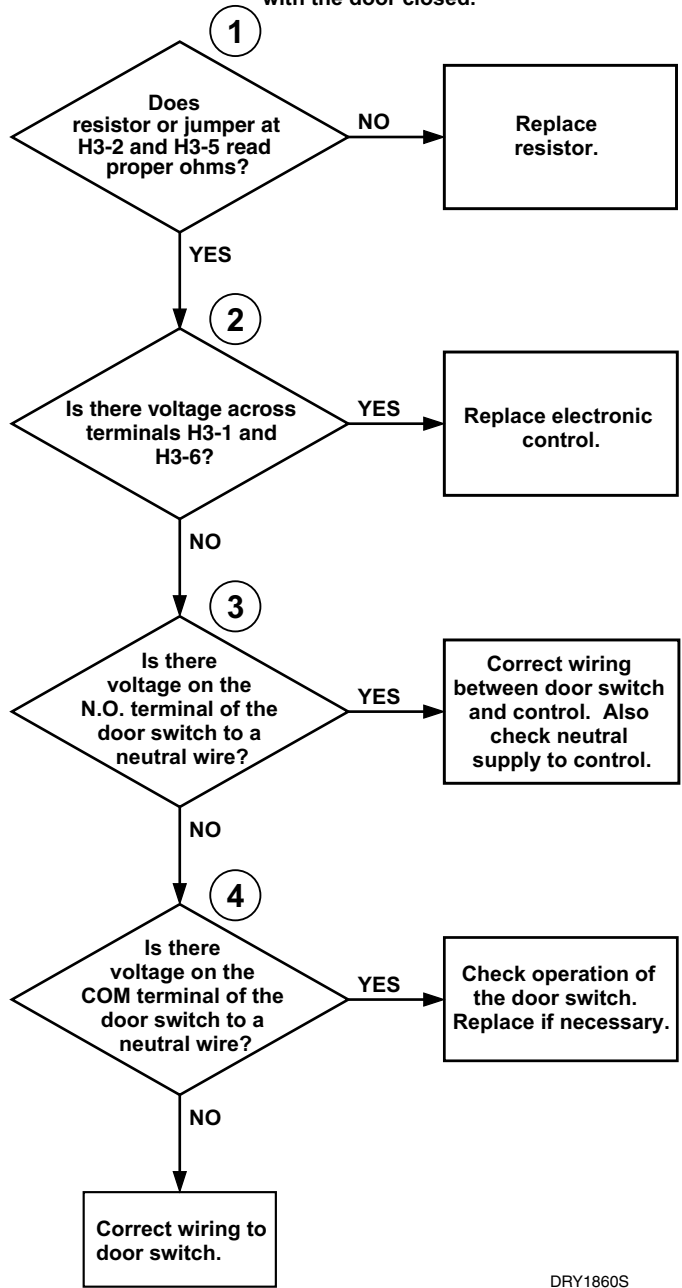 with the door closed.
1
Does
resistor or jumper at
H3-2 and H3-5 read
proper ohms?
NO
Replace
resistor.
YES
2
Is there voltage across
terminals H3-1 and
H3-6?
YES
Replace electronic
control.
NO
3
Is there
voltage on the
N.O. terminal of the
door switch to a
neutral wire?
YES
Correct wiring
between door switch
and control. Also
check neutral
supply to control.
NO
4
Is there
voltage on the
COM terminal of the
door switch to a
neutral wire?
YES
Check operation of
the door switch.
Replace if necessary.
NO
Correct wiring to
door switch.
DRY1860S